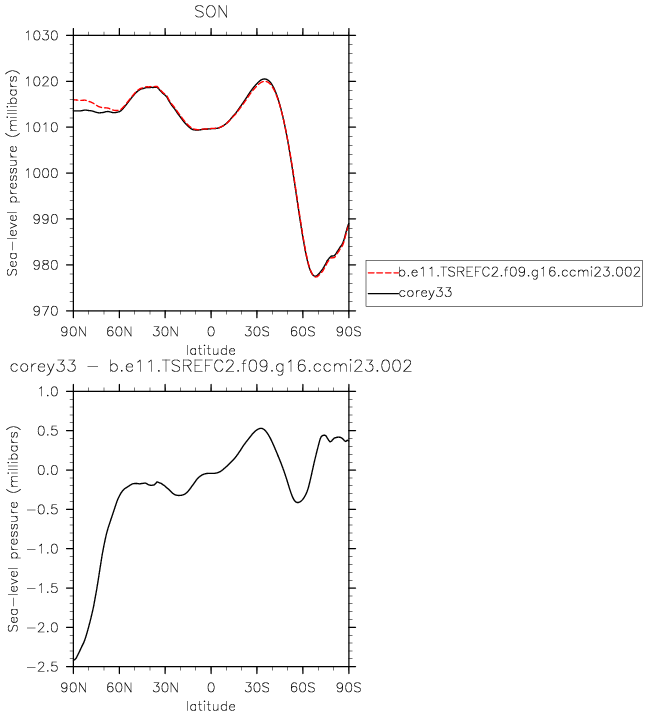 SON
1030
1020
1010
1000
990
980
970
Sea-level pressure (millibars)
90N 60N 30N 0 30S 60S 90S
latitude
b.e11.TSREFC2.f09.g16.ccmi23.002
corey33
corey33 - b.e11.TSREFC2.f09.g16.ccmi23.002
1.0
0.5
0.0
-0.5
-1.0
-1.5
-2.0
-2.5
Sea-level pressure (millibars)
90N 60N 30N 0 30S 60S 90S
latitude